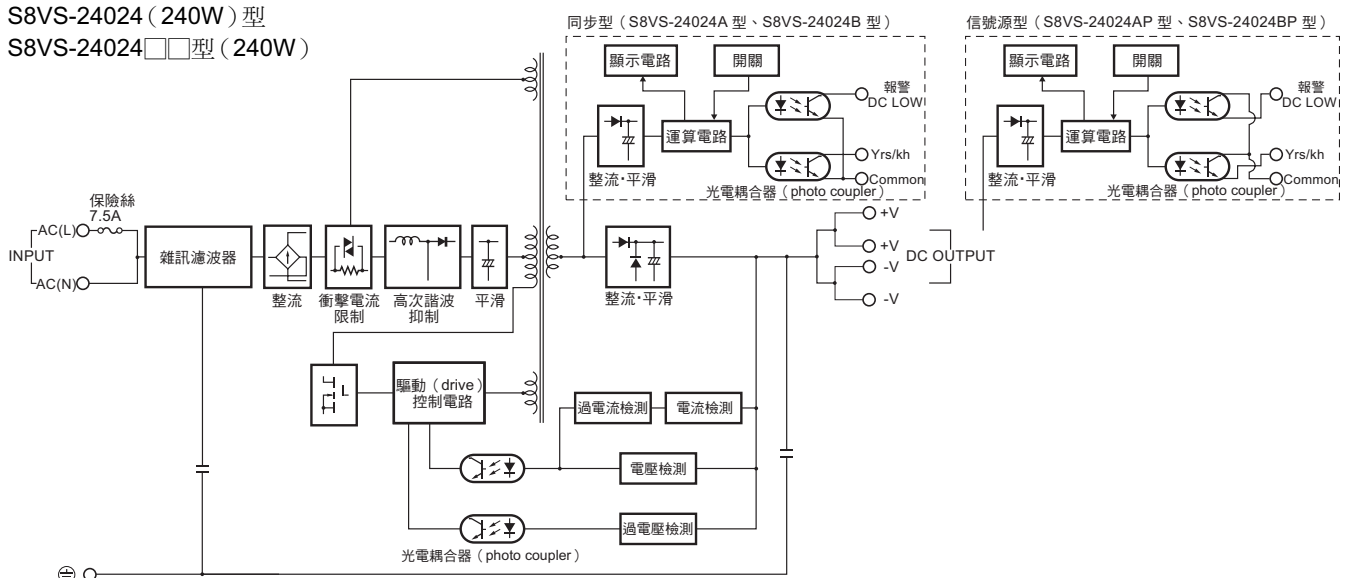 S8VS-24024(240W)型
S8VS-24024□□型(240W)
同步型(S8VS-24024A 型、S8VS-24024B 型)
顯示電路
開關
整流·平滑
運算電路
報警
DC LOW
Yrs/kh
Common
光電耦合器(photo coupler)
信號源型(S8VS-24024AP 型、S8VS-24024BP 型)
顯示電路
開關
整流·平滑
運算電路
報警
DC LOW
Yrs/kh
Common
光電耦合器(photo coupler)
保險絲
7.5A
AC(L)
INPUT
AC(N)
雜訊濾波器
整流
衝擊電流
限制
高次諧波
抑制
平滑
整流·平滑
+V
+V
-V
-V
DC OUTPUT
驅動(drive)
控制電路
過電流檢測
電流檢測
電壓檢測
過電壓檢測
光電耦合器(photo coupler)